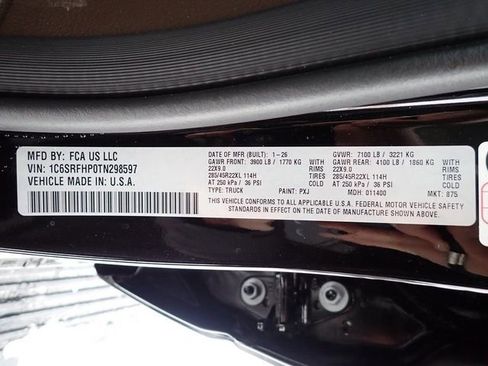 MFD BY: FCA US LLC
VIN: 1C6SRFHP0TN298597
VEHICLE MADE IN: U.S.A.
DATE OF MFR (BUILT) 1-26 GVWR: 7100 LB / 3221 KG
GAWR FRONT: 3900 LB / 1770 KG GAWR REAR: 4100 LB / 1860 KG
22X9.0 RIMS 22X9.0 RIMS
285/45R22XL 114H TIRES 285/45R22XL 114H TIRES
AT 250 kPa / 36 PSI AT 250 kPa / 36 PSI
TYPE: TRUCK PAINT: PXJ MDH: 011400 MKT: 875
THIS VEHICLE CONFORMS TO ALL APPLICABLE U.S.A. FEDERAL MOTOR VEHICLE SAFETY
STANDARDS IN EFFECT ON THE DATE OF MANUFACTURE SHOWN ABOVE.